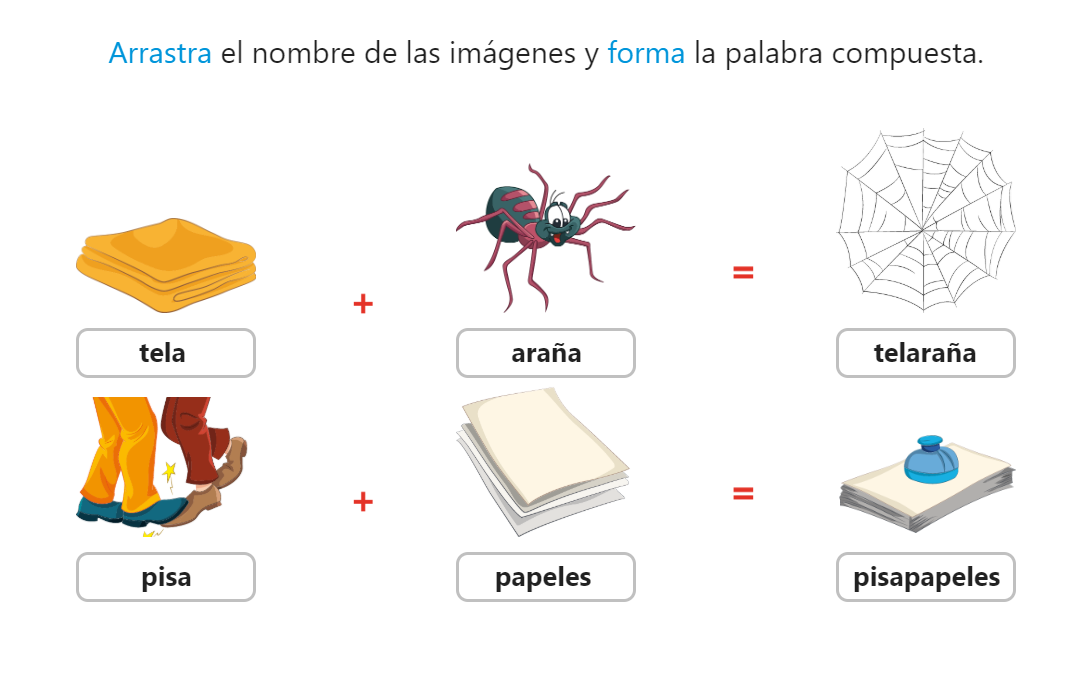 Arrastra el nombre de las imágenes y forma la palabra compuesta.
+ =
tela araña telaraña
+ =
pisa papeles pisapapeles